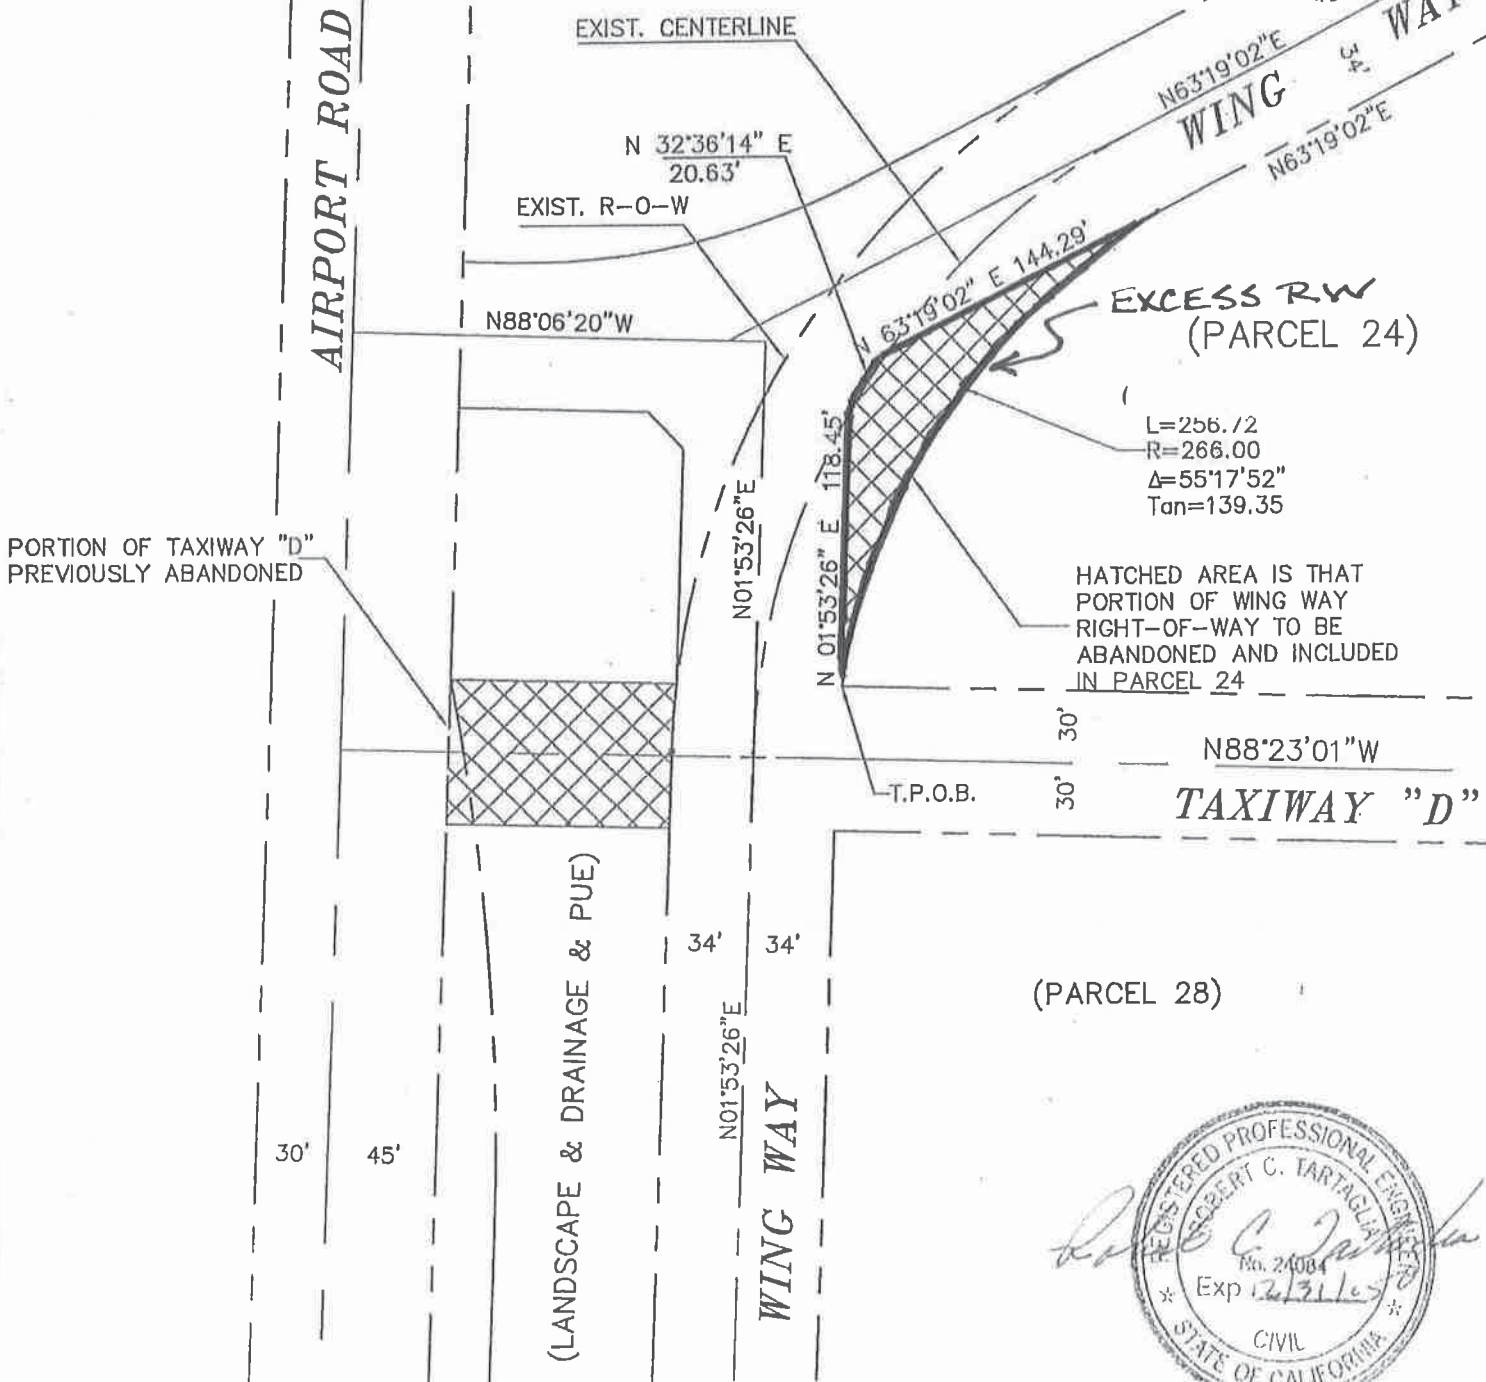 AIRPORT ROAD
EXIST. CENTERLINE
N 32°36'14" E
20.63'
EXIST. R-O-W
N63°19'02"E
34'
WAY
WING
N63°19'02"E
N88°06'20"W
N 63°19'02" E 144.29'
EXCESS RW
(PARCEL 24)
L=256.72
R=266.00
Δ=55°17'52"
Tan=139.35
N 01°53'26" E 118.45'
N01°53'26"E
PORTION OF TAXIWAY "D"
PREVIOUSLY ABANDONED
HATCHED AREA IS THAT
PORTION OF WING WAY
RIGHT-OF-WAY TO BE
ABANDONED AND INCLUDED
IN PARCEL 24
30'
N88°23'01"W
30'
T.P.O.B.
TAXIWAY "D"
(LANDSCAPE & DRAINAGE & PUE)
34'
34'
(PARCEL 28)
N01°53'26"E
WING WAY
30'
45'
REGISTERED PROFESSIONAL ENGINEER
ROBERT C. TARTAGLIA
No. 24084
Exp 12/31/05
CIVIL
STATE OF CALIFORNIA